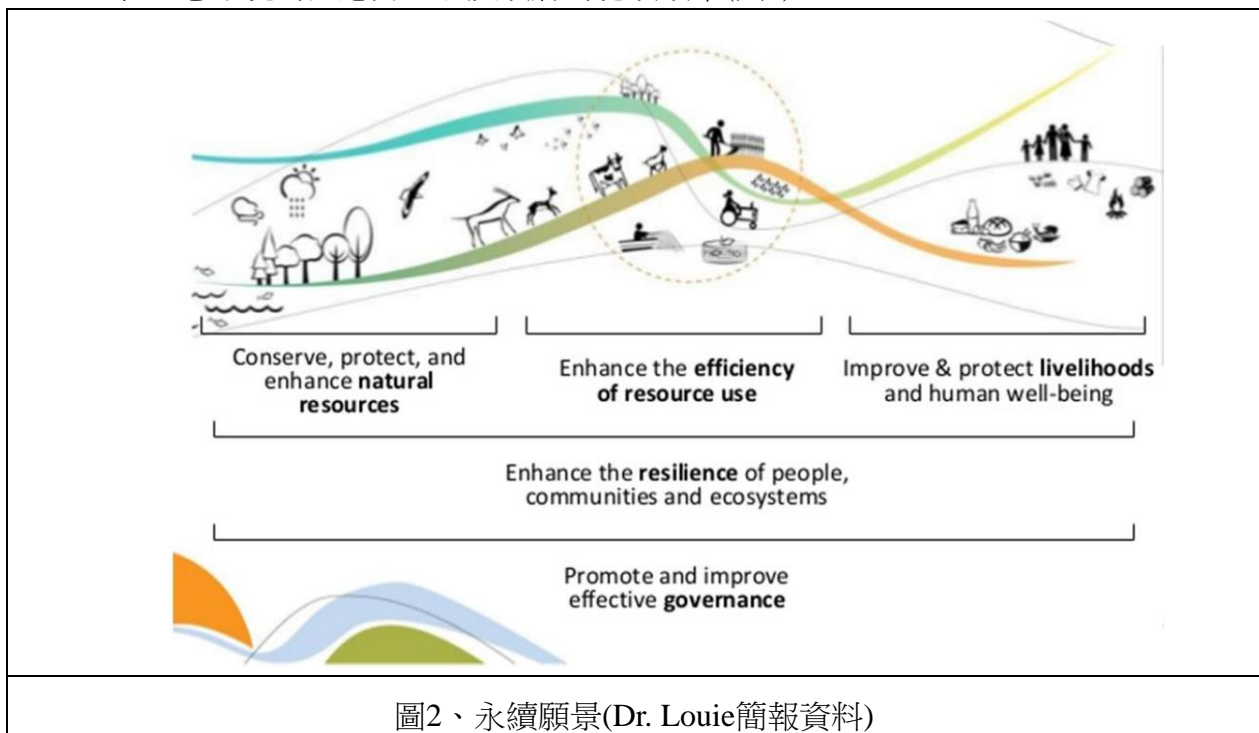 Conserve, protect, and
enhance natural
resources
Enhance the efficiency
of resource use
Improve & protect livelihoods
and human well-being
Enhance the resilience of people,
communities and ecosystems
Promote and improve
effective governance
圖2、永續願景(Dr. Louie簡報資料)